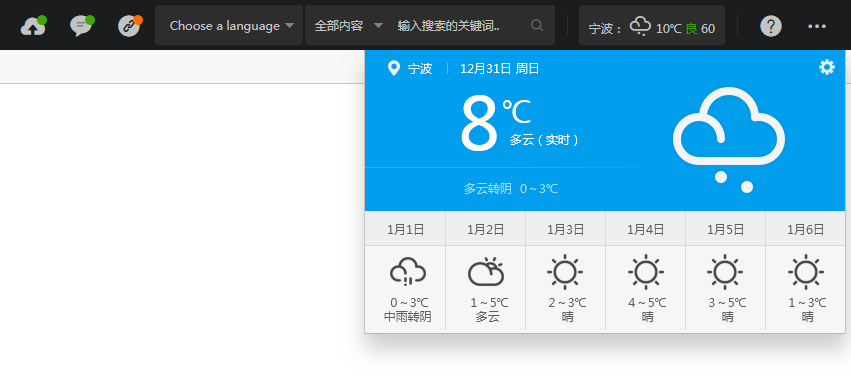 Choose a language 全部内容 输入搜索的关键词.. 宁波： 10℃ 良 60
宁波 12月31日 周日
8℃
多云（实时）
多云转阴 0～3℃
1月1日 1月2日 1月3日 1月4日 1月5日 1月6日
0～3℃ 1～5℃ 2～3℃ 4～5℃ 3～5℃ 1～3℃
中雨转阴 多云 晴 晴 晴 晴